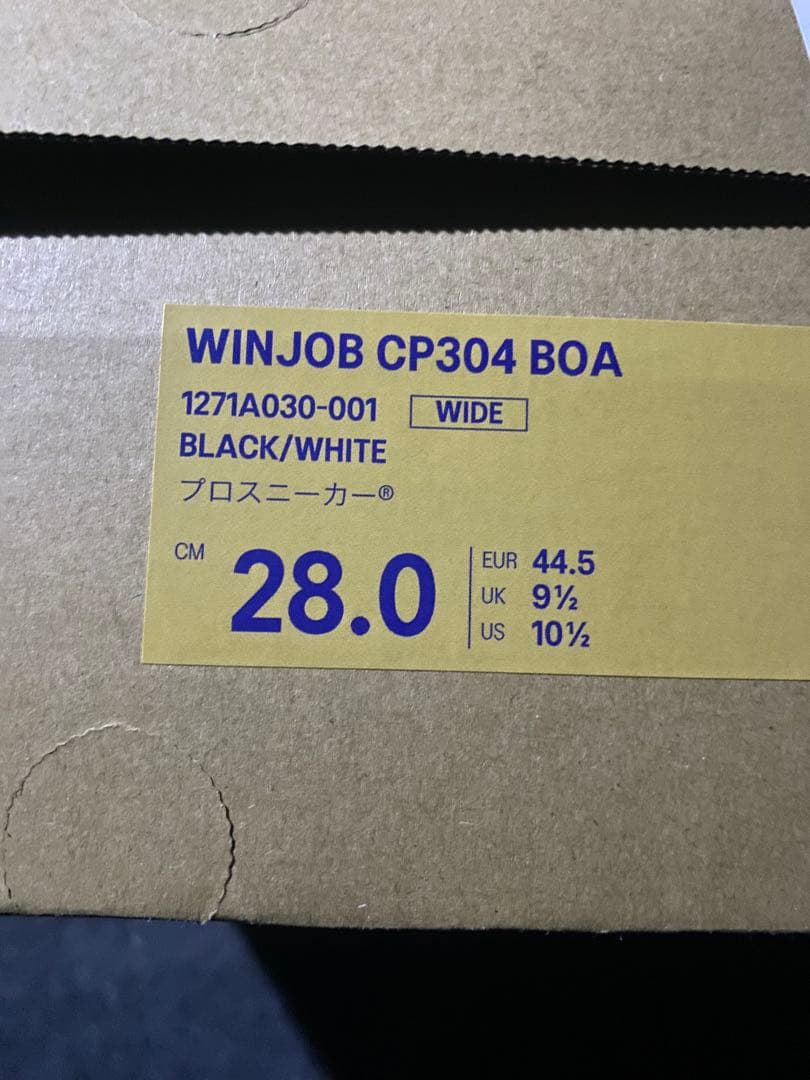 WINJOB CP304 BOA
1271A030-001 WIDE
BLACK/WHITE
プロスニーカー®
CM 28.0
EUR 44.5
UK 9½
US 10½